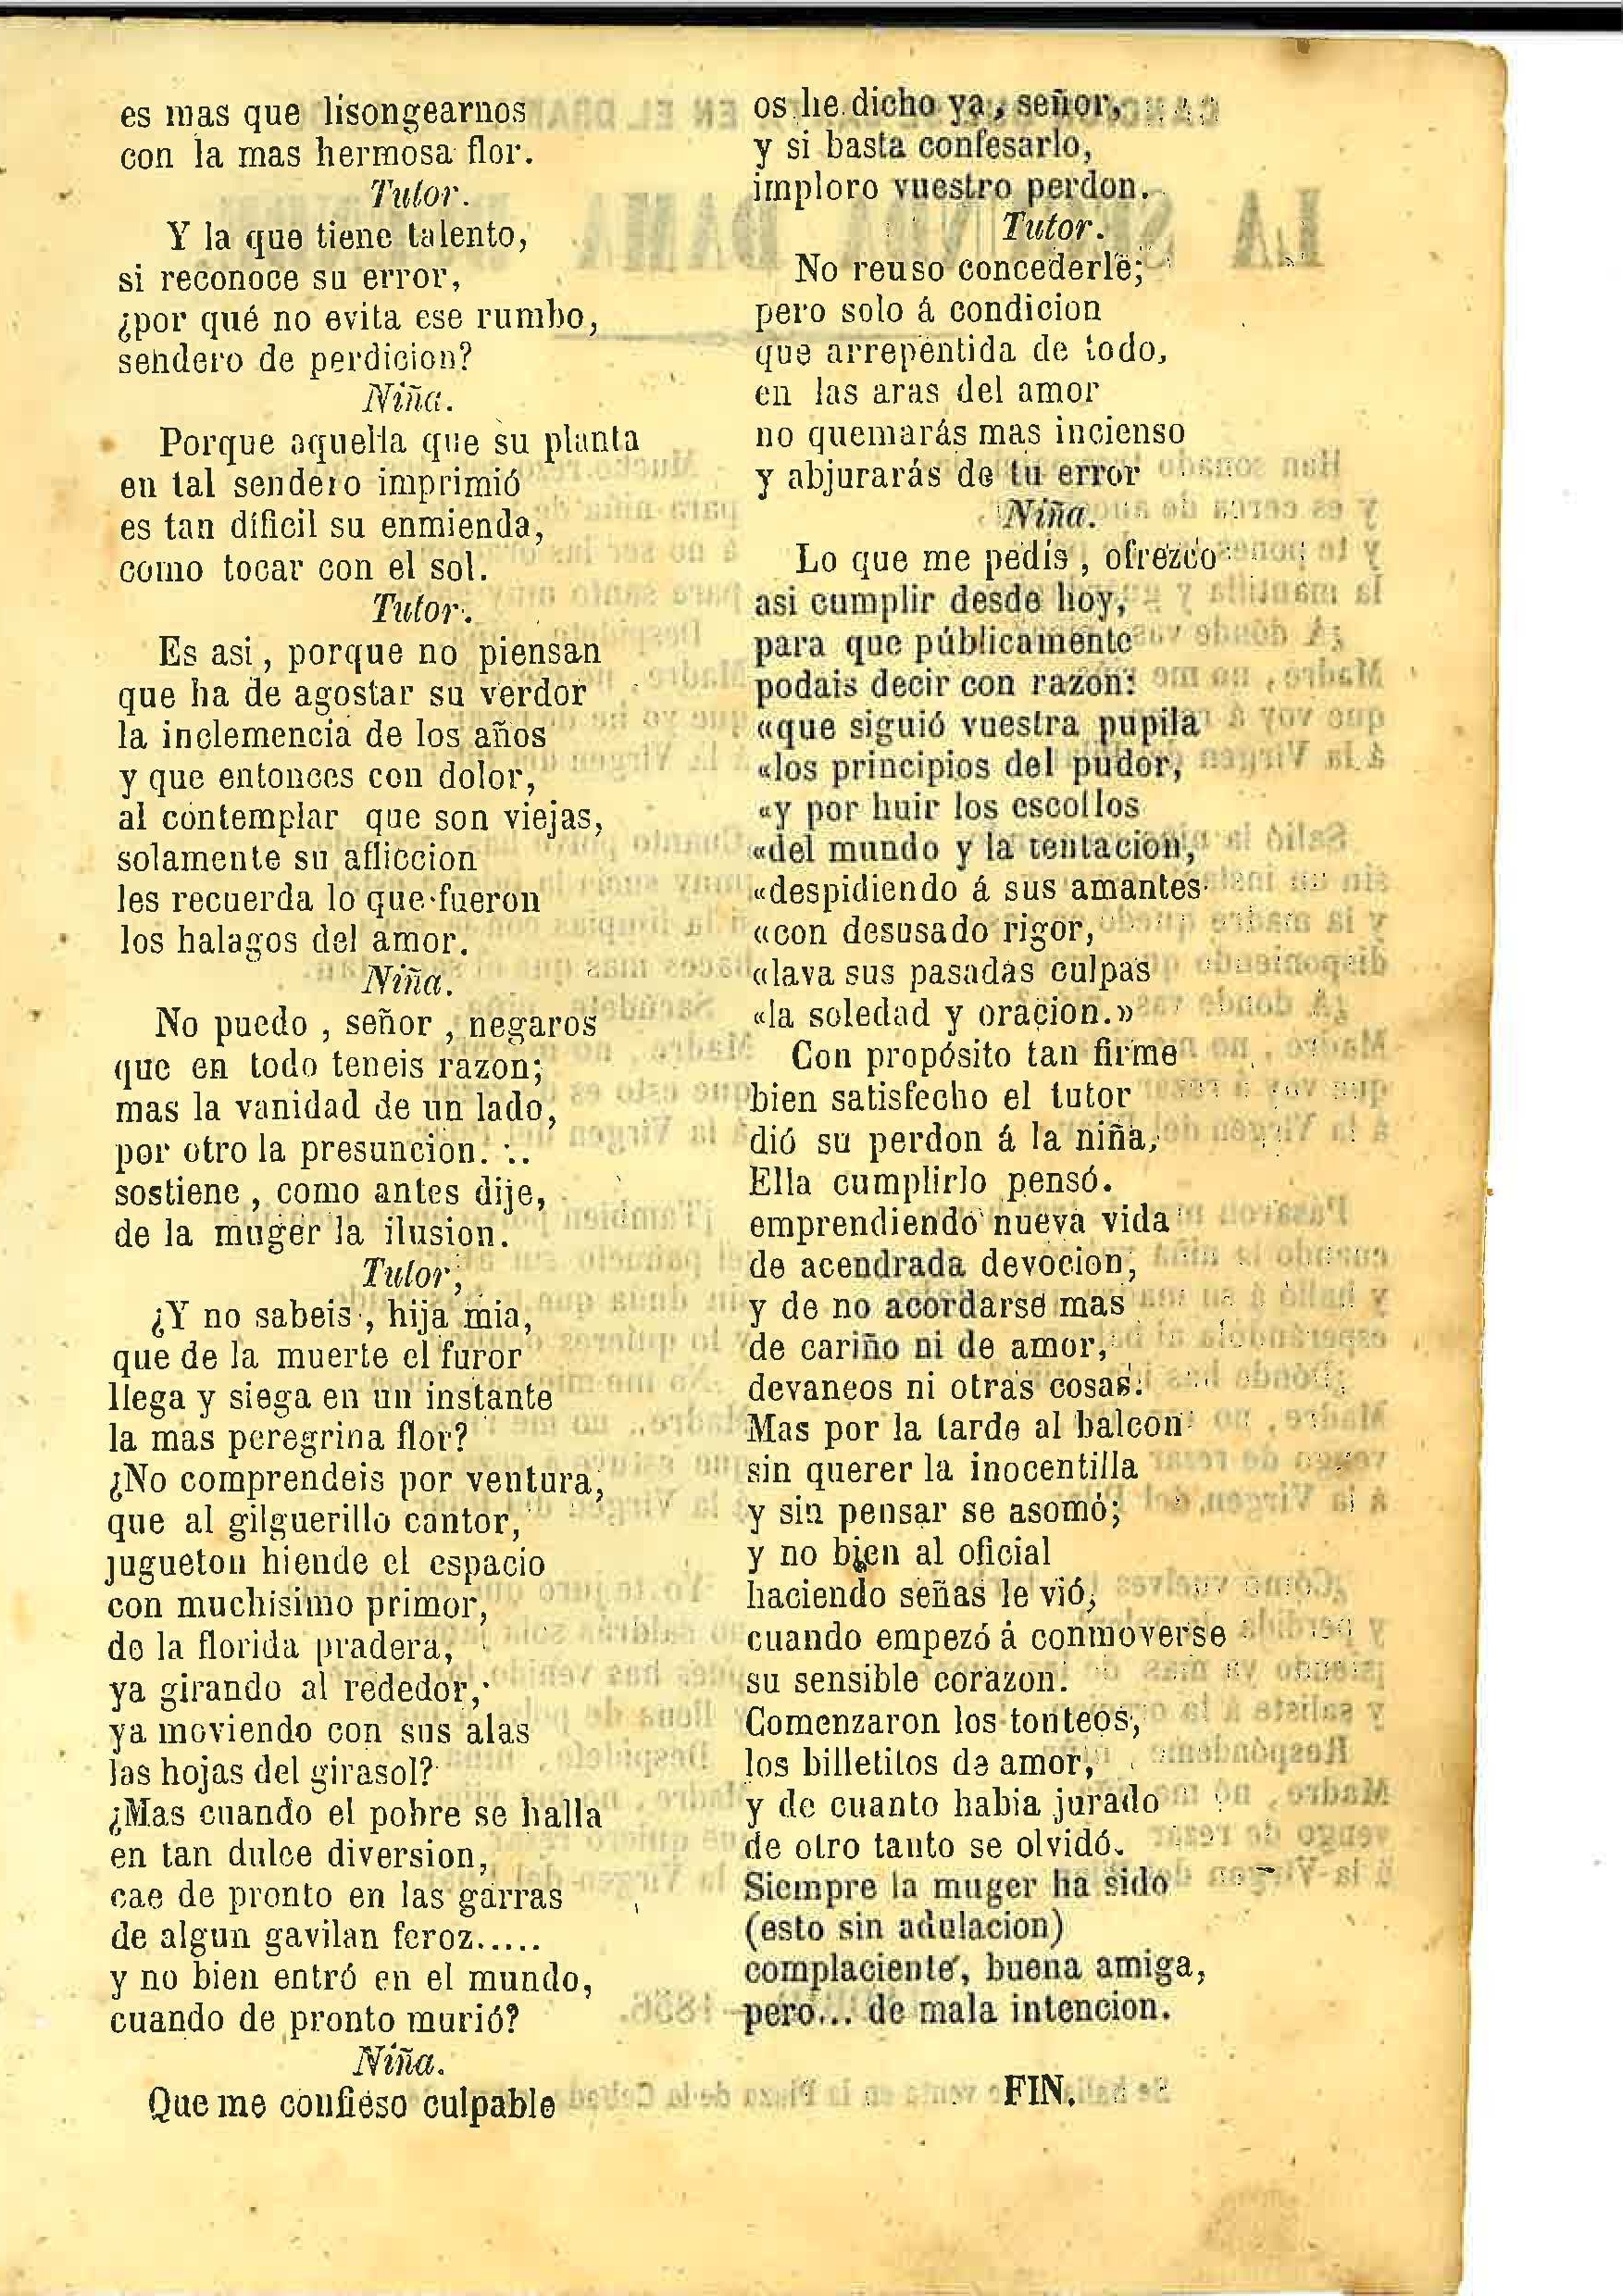 es mas que lisongearnos
con la mas hermosa flor.
Tutor.
Y la que tiene talento,
si reconoce su error,
¿por qué no evita ese rumbo,
sendero de perdicion?
Niña.
Porque aquella que su planta
en tal sendero imprimió
es tan díficil su enmienda,
como tocar con el sol.
Tutor.
Es asi, porque no piensan
que ha de agostar su verdor
la inclemencia de los años
y que entonces con dolor,
al contemplar que son viejas,
solamente su afliccion
les recuerda lo que fueron
los halagos del amor.
Niña.
No puedo, señor, negaros
que en todo teneis razon;
mas la vanidad de un lado,
por otro la presuncion...
sostiene, como antes dije,
de la muger la ilusion.
Tutor,
¿Y no sabeis, hija mia,
que de la muerte el furor
llega y siega en un instante
la mas peregrina flor?
¿No comprendeis por ventura,
que al gilguerillo cantor,
jugueton hiende el espacio
con muchisimo primor,
de la florida pradera,
ya girando al rededor,
ya moviendo con sus alas
las hojas del girasol?
¿Mas cuando el pobre se halla
en tan dulce diversion,
cae de pronto en las garras
de algun gavilan feroz.....
y no bien entró en el mundo,
cuando de pronto murió?
Niña.
Que me confieso culpable
os he dicho ya, señor,
y si basta confesarlo,
imploro vuestro perdon.
Tutor.
No reuso concederle;
pero solo á condicion
que arrepentida de todo,
en las aras del amor
no quemarás mas incienso
y abjurarás de tu error
Niña.
Lo que me pedís, ofrezco
asi cumplir desde hoy,
para que públicamente
podais decir con razon:
«que siguió vuestra pupila
«los principios del pudor,
«y por huir los escollos
«del mundo y la tentacion,
«despidiendo á sus amantes
«con desusado rigor,
«lava sus pasadas culpas
«la soledad y oracion.»
Con propósito tan firme
bien satisfecho el tutor
dió su perdon á la niña,
Ella cumplirlo pensó.
emprendiendo nueva vida
de acendrada devocion,
y de no acordarse mas
de cariño ni de amor,
devaneos ni otras cosas.
Mas por la tarde al balcon
sin querer la inocentilla
y sin pensar se asomó;
y no bien al oficial
haciendo señas le vió,
cuando empezó á conmoverse
su sensible corazon.
Comenzaron los tonteos,
los billetitos de amor,
y de cuanto habia jurado
de otro tanto se olvidó.
Siempre la muger ha sido
(esto sin adulacion)
complaciente, buena amiga,
pero... de mala intencion.
FIN.